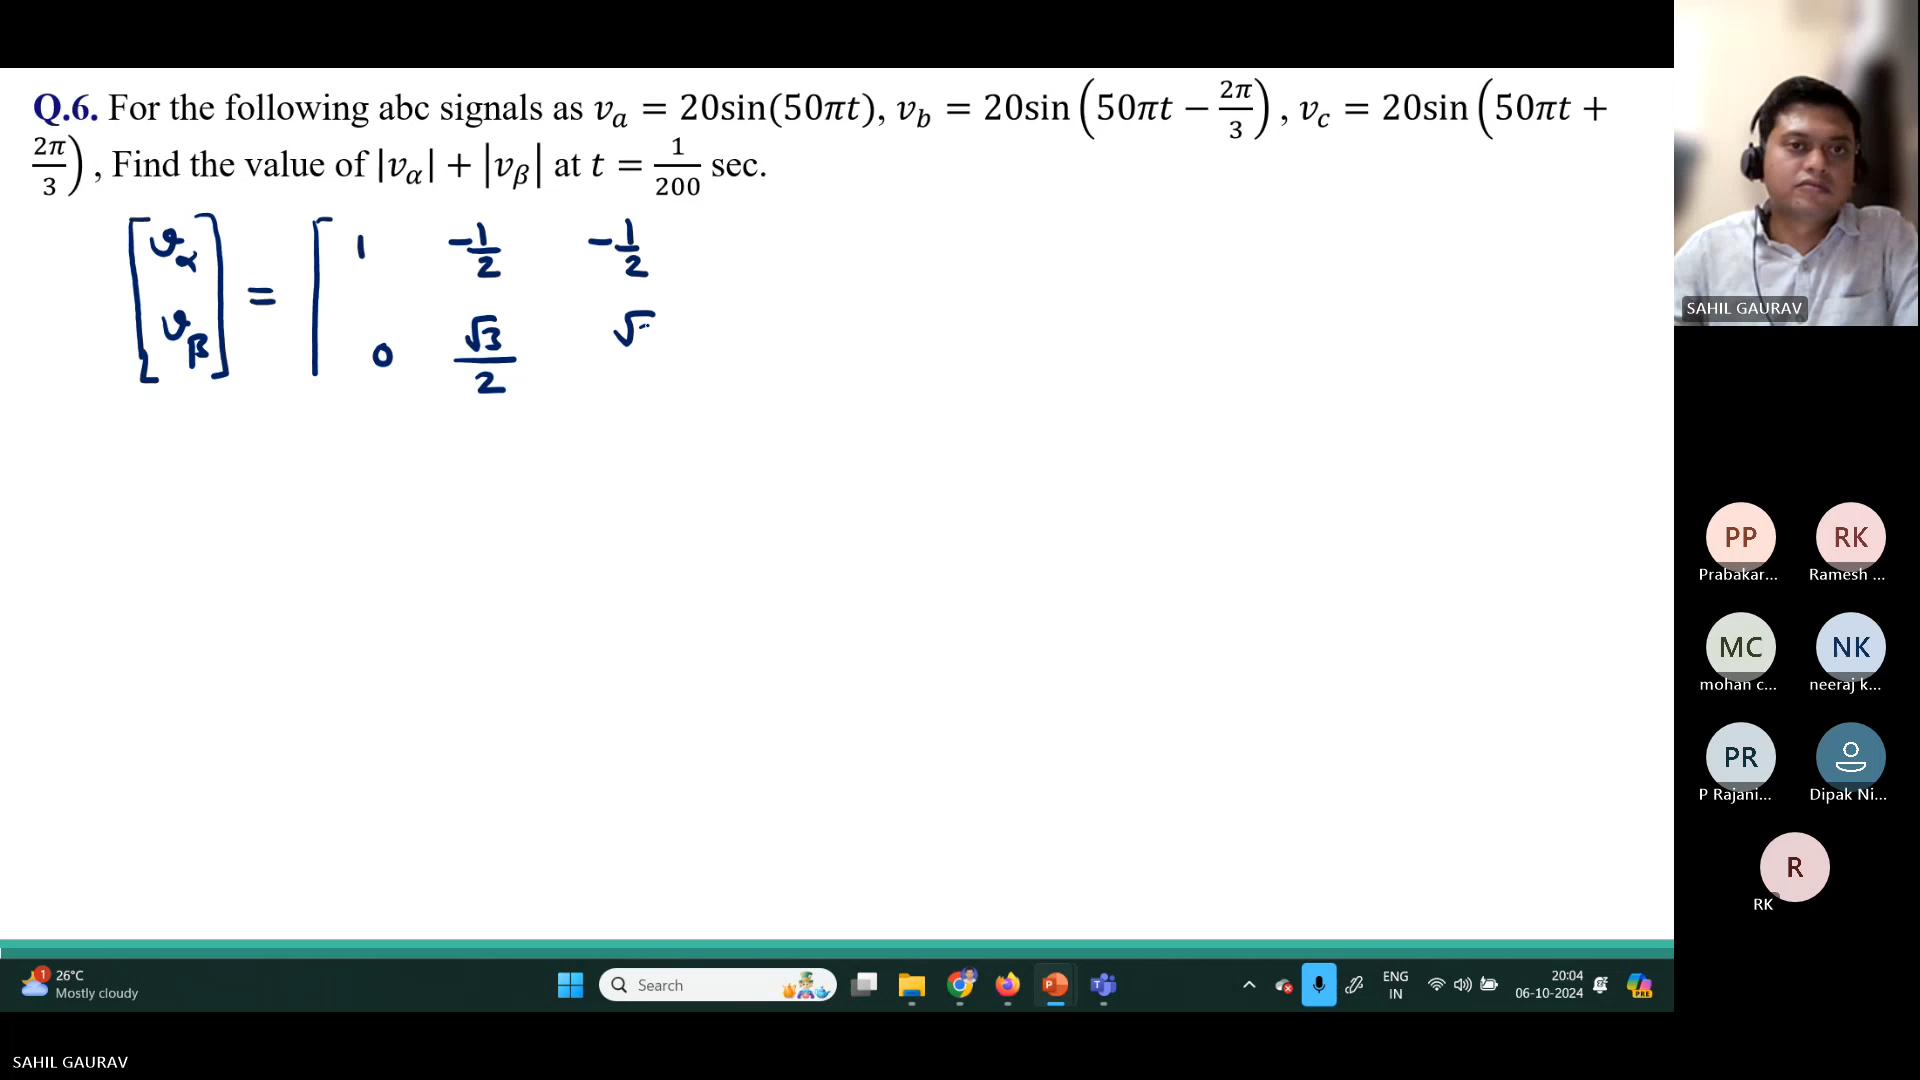 Q.6. For the following abc signals as v_a = 20sin(50πt), v_b = 20sin(50πt − 2π/3), v_c = 20sin(50πt +
2π/3), Find the value of |v_α| + |v_β| at t = 1/200 sec.
[v_α] = [1 -1/2 -1/2
[v_β] 0 √3/2 √
SAHIL GAURAV
PP RK
Prabakar... Ramesh ...
MC NK
mohan c... neeraj k...
PR
P Rajani... Dipak Ni...
R
RK
1 26°C
Mostly cloudy
Search
ENG
IN
20:04
06-10-2024
PRE
SAHIL GAURAV